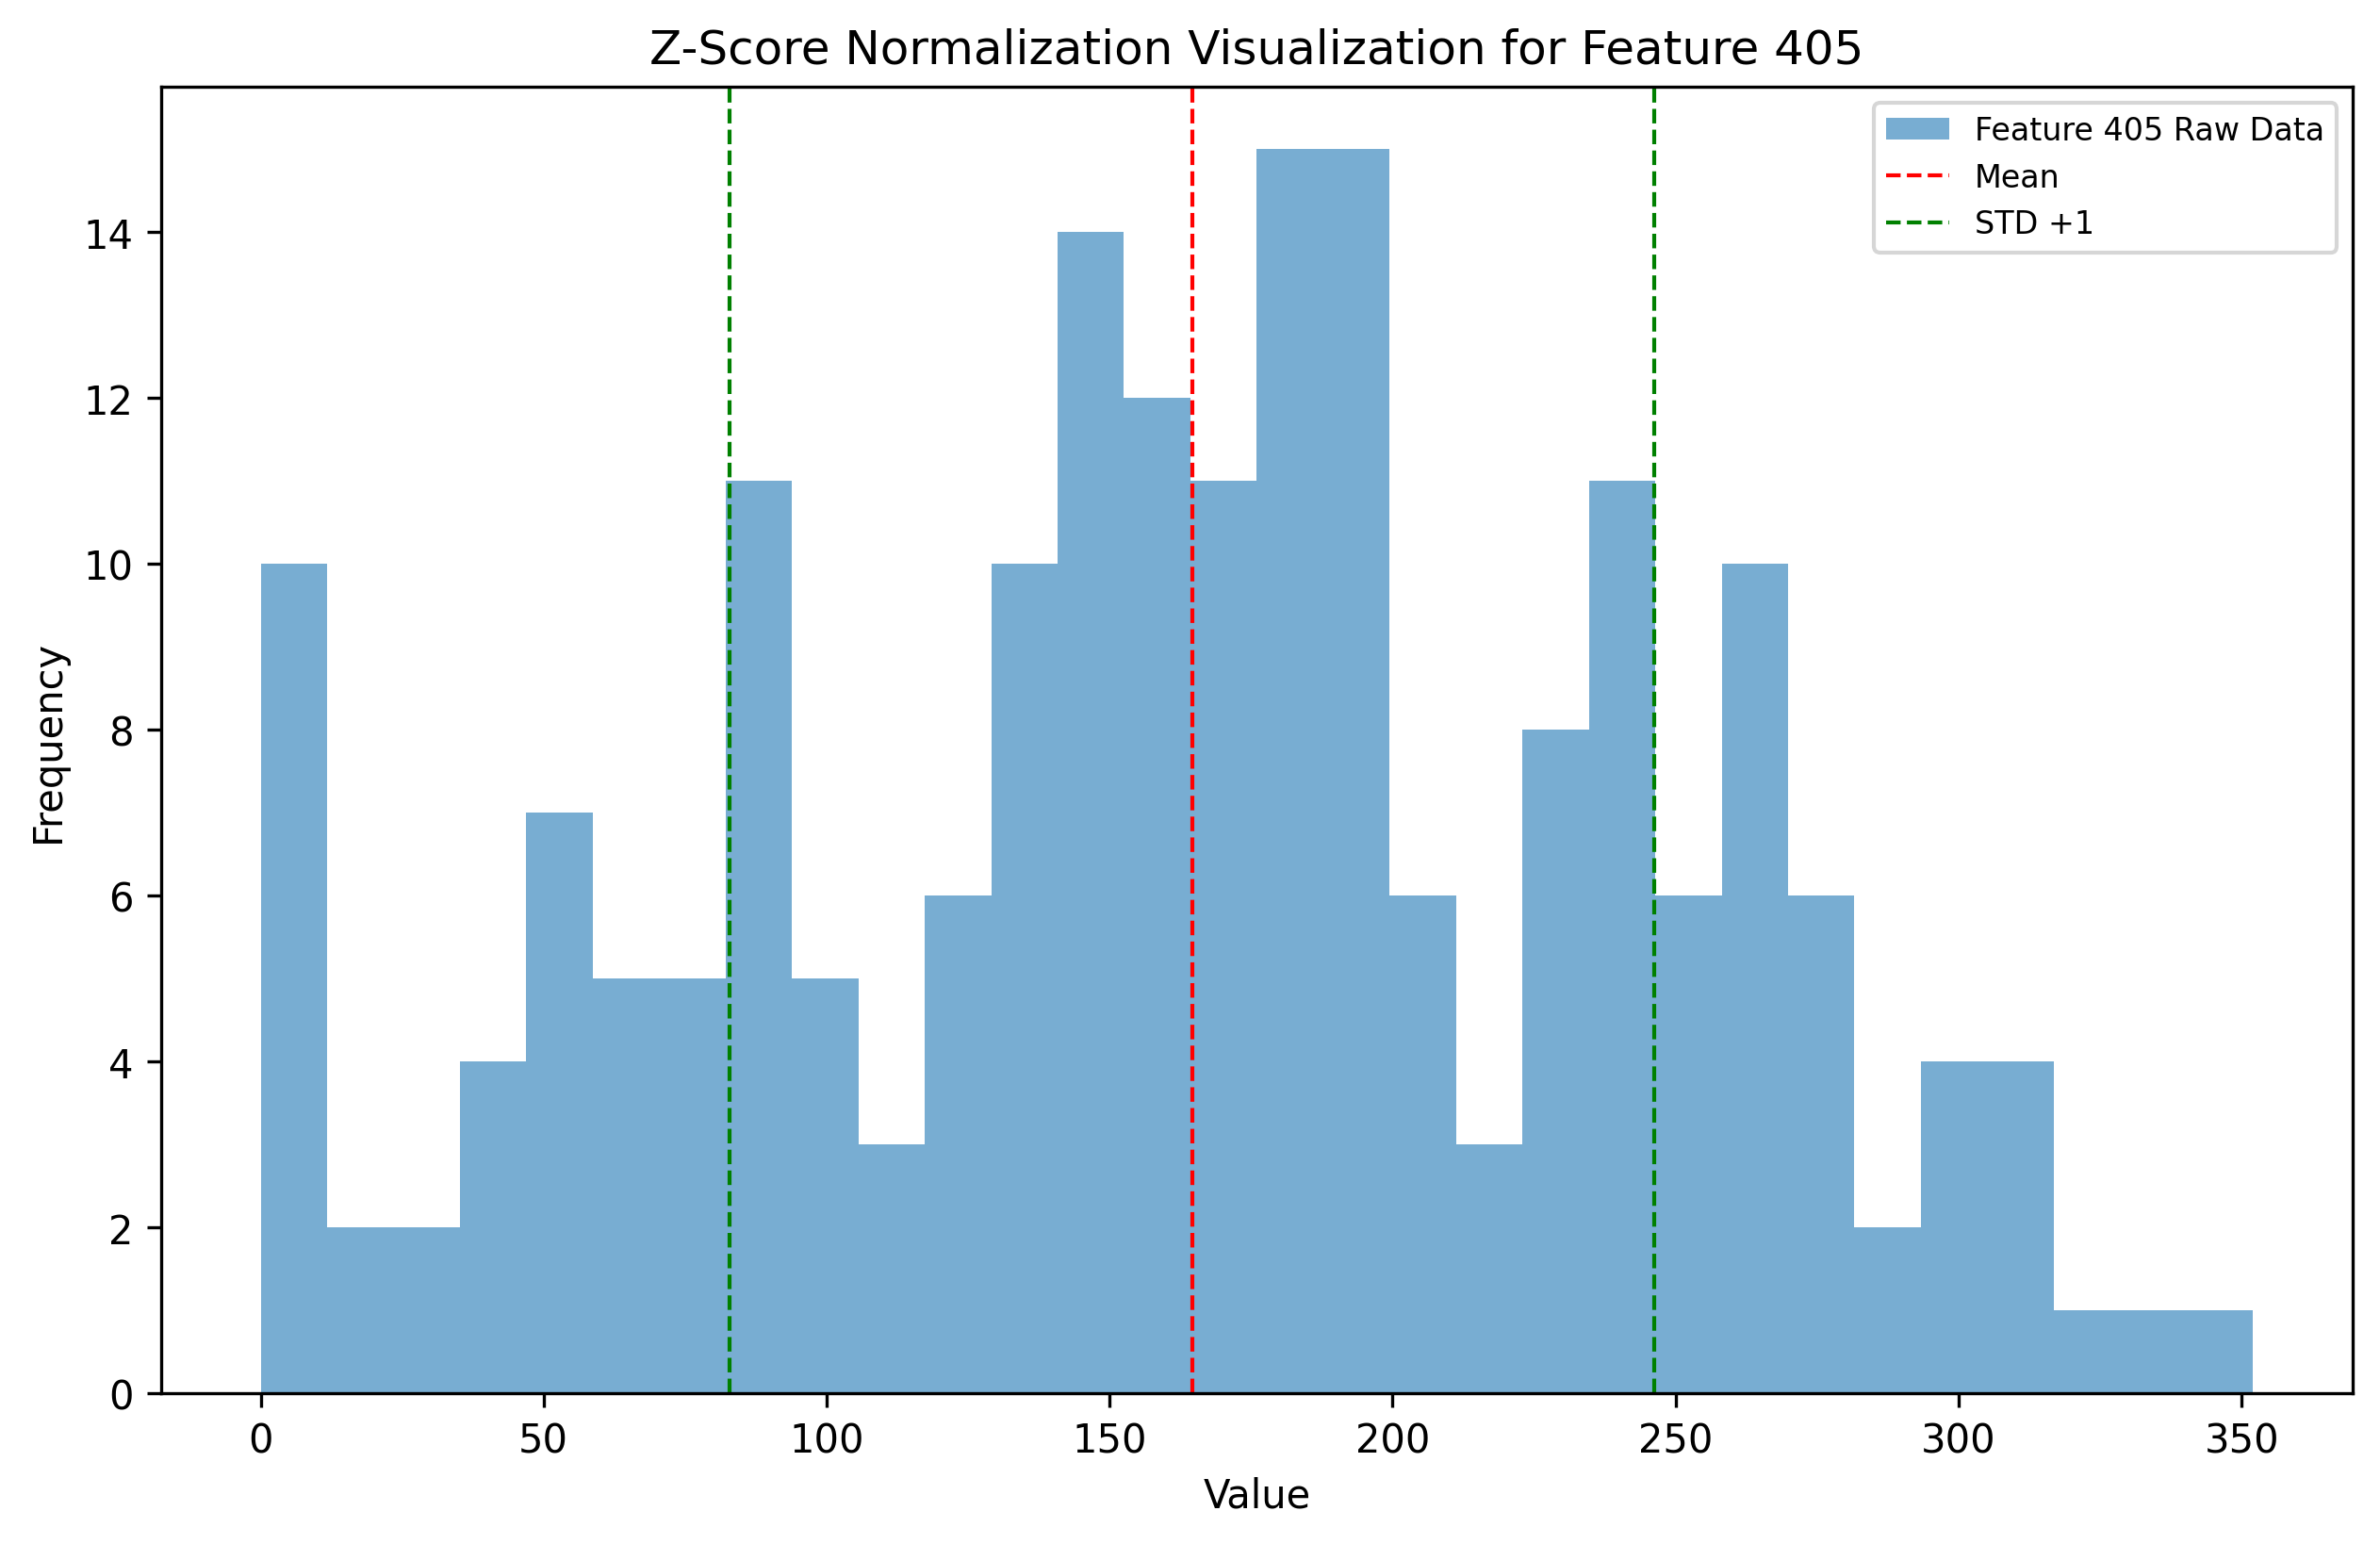 Z-Score Normalization Visualization for Feature 405
Feature 405 Raw Data
Mean
STD +1
Frequency
14
12
10
8
6
4
2
0
0 50 100 150 200 250 300 350
Value